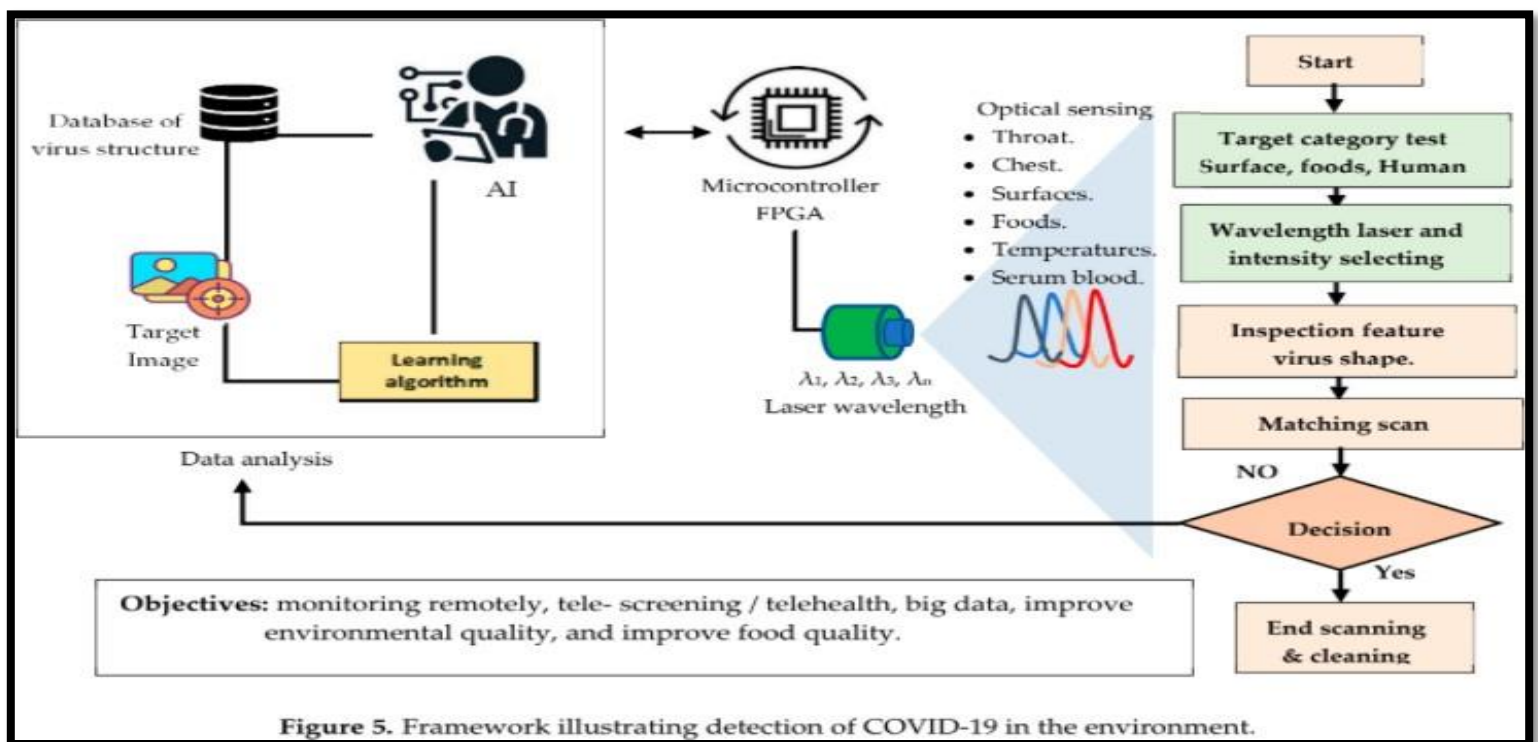 Database of
virus structure
AI
Target
Image
Learning
algorithm
Data analysis
Microcontroller
FPGA
Optical sensing
• Throat.
• Chest.
• Surfaces.
• Foods.
• Temperatures.
• Serum blood.
λ1, λ2, λ3, λn
Laser wavelength
Start
Target category test
Surface, foods, Human
Wavelength laser and
intensity selecting
Inspection feature
virus shape.
Matching scan
NO
Decision
Yes
End scanning
& cleaning
Objectives: monitoring remotely, tele- screening / telehealth, big data, improve
environmental quality, and improve food quality.
Figure 5. Framework illustrating detection of COVID-19 in the environment.